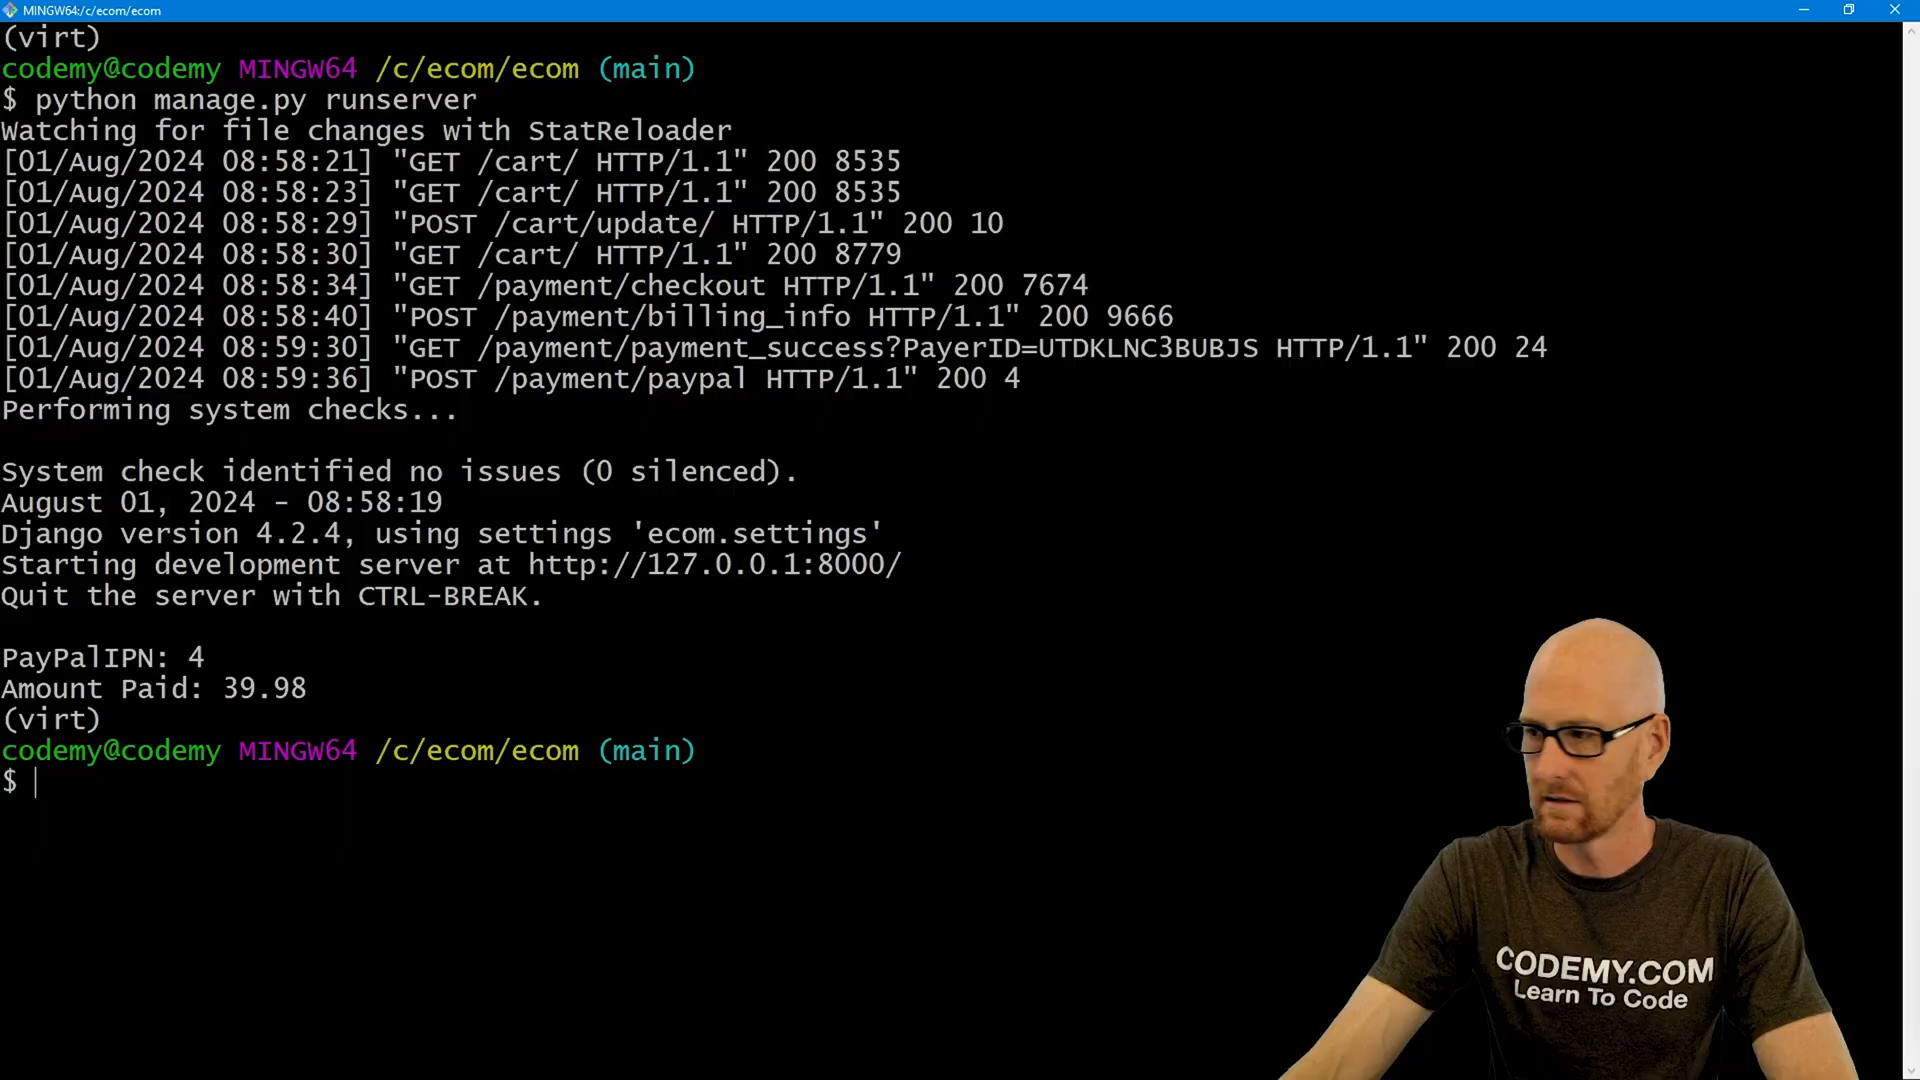 MINGW64:/c/ecom/ecom
(virt)
codemy@codemy MINGW64 /c/ecom/ecom (main)
$ python manage.py runserver
Watching for file changes with StatReloader
[01/Aug/2024 08:58:21] "GET /cart/ HTTP/1.1" 200 8535
[01/Aug/2024 08:58:23] "GET /cart/ HTTP/1.1" 200 8535
[01/Aug/2024 08:58:29] "POST /cart/update/ HTTP/1.1" 200 10
[01/Aug/2024 08:58:30] "GET /cart/ HTTP/1.1" 200 8779
[01/Aug/2024 08:58:34] "GET /payment/checkout HTTP/1.1" 200 7674
[01/Aug/2024 08:58:40] "POST /payment/billing_info HTTP/1.1" 200 9666
[01/Aug/2024 08:59:30] "GET /payment/payment_success?PayerID=UTDKLNC3BUBJS HTTP/1.1" 200 24
[01/Aug/2024 08:59:36] "POST /payment/paypal HTTP/1.1" 200 4
Performing system checks...
System check identified no issues (0 silenced).
August 01, 2024 - 08:58:19
Django version 4.2.4, using settings 'ecom.settings'
Starting development server at http://127.0.0.1:8000/
Quit the server with CTRL-BREAK.
PayPalIPN: 4
Amount Paid: 39.98
(virt)
codemy@codemy MINGW64 /c/ecom/ecom (main)
$
CODEMY.COM
Learn To Code